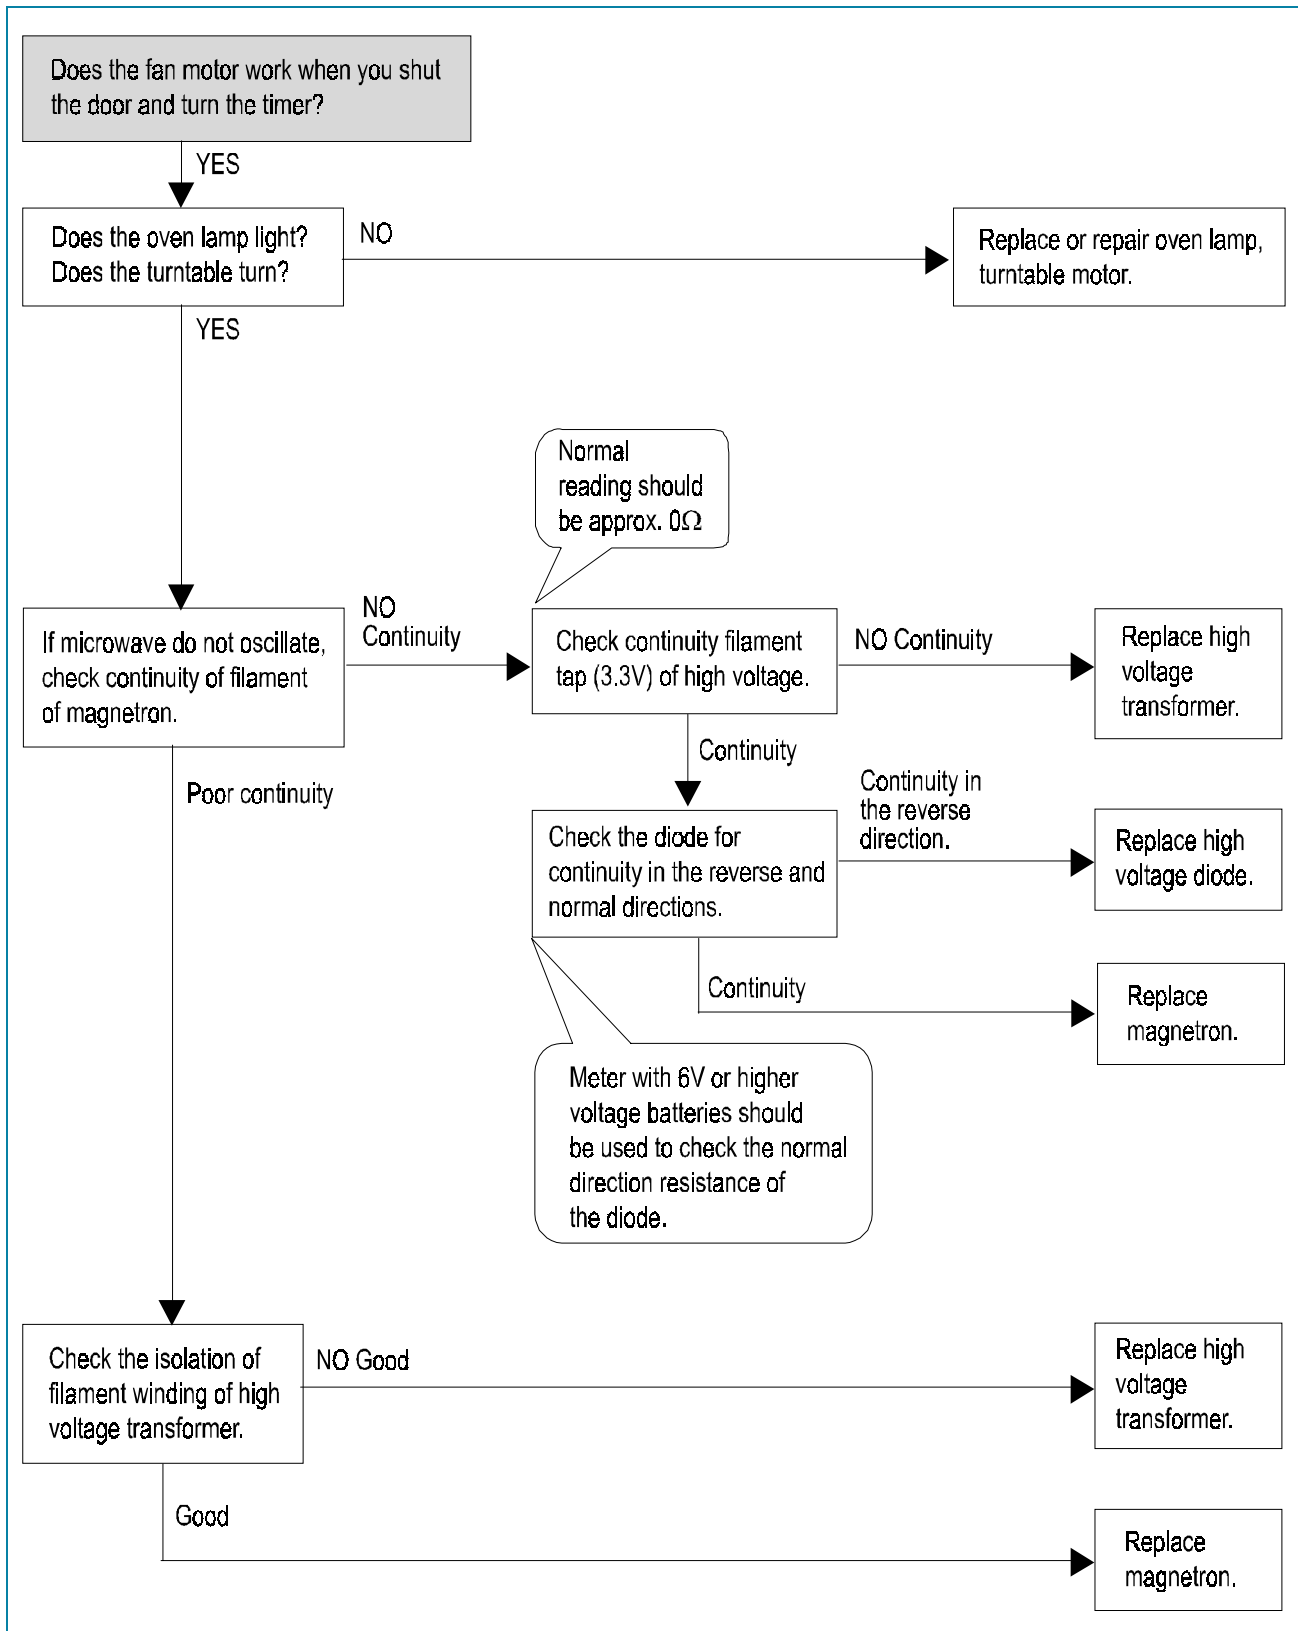 Does the fan motor work when you shut
the door and turn the timer?
YES
Does the oven lamp light?
Does the turntable turn?
NO
Replace or repair oven lamp,
turntable motor.
YES
Normal
reading should
be approx. 0Ω
If microwave do not oscillate,
check continuity of filament
of magnetron.
NO
Continuity
Check continuity filament
tap (3.3V) of high voltage.
NO Continuity
Replace high
voltage
transformer.
Continuity
Poor continuity
Check the diode for
continuity in the reverse and
normal directions.
Continuity in
the reverse
direction.
Replace high
voltage diode.
Continuity
Replace
magnetron.
Meter with 6V or higher
voltage batteries should
be used to check the normal
direction resistance of
the diode.
Check the isolation of
filament winding of high
voltage transformer.
NO Good
Replace high
voltage
transformer.
Good
Replace
magnetron.